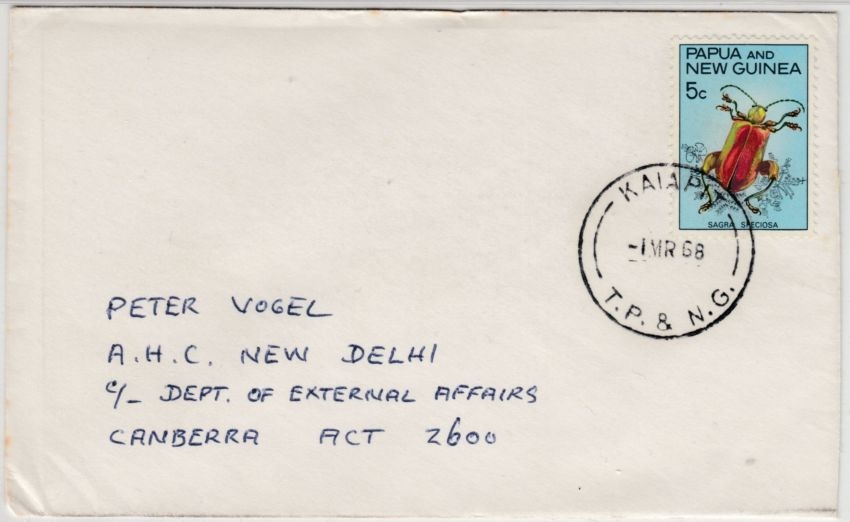 PAPUA AND
NEW GUINEA
5c
SAGRA SPECIOSA
KAIAPIT
-1 MR 68
T.P. & N.G.
PETER VOGEL
A.H.C. NEW DELHI
c/- DEPT. OF EXTERNAL AFFAIRS
CANBERRA ACT 2600